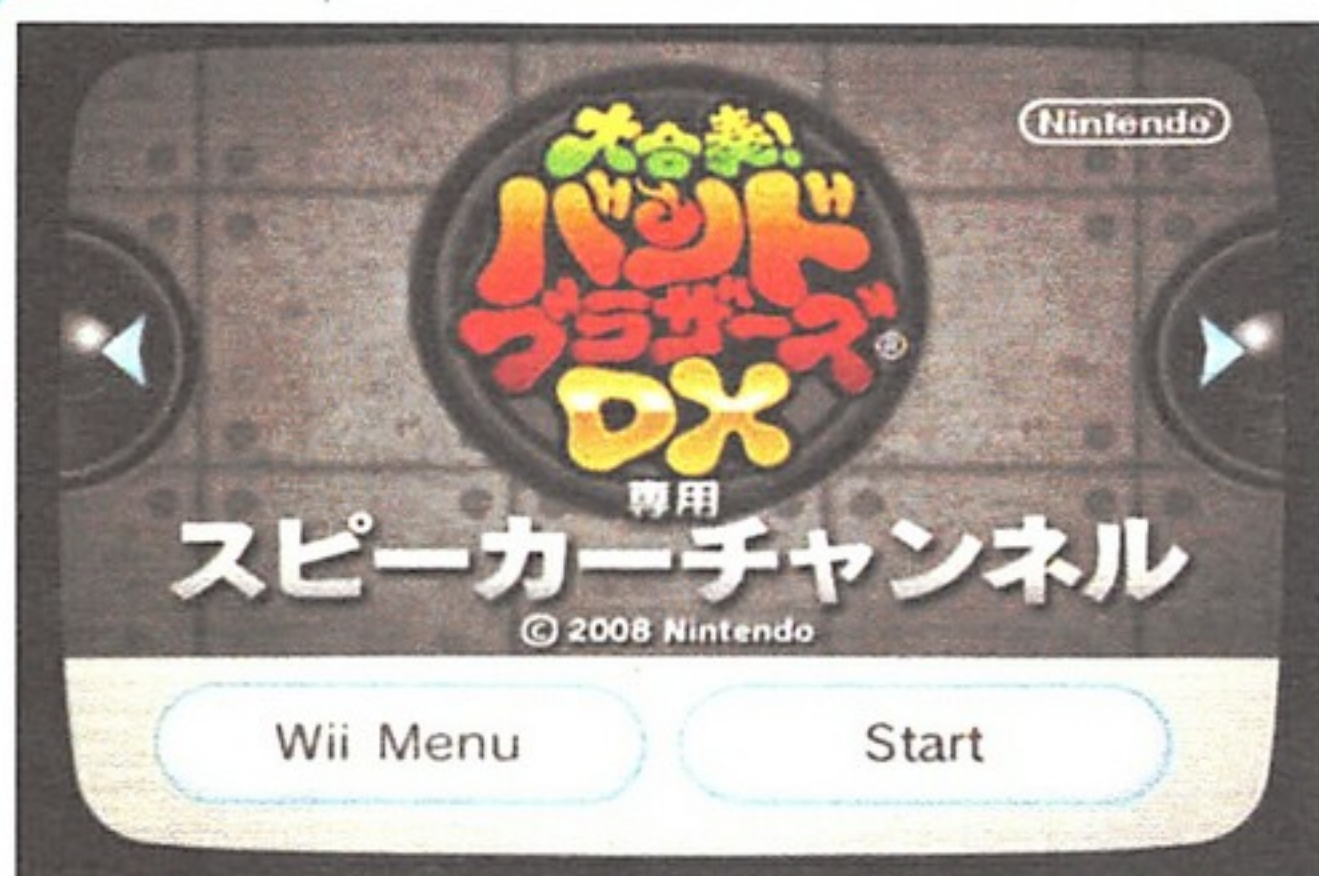 大合奏!
バンド
ブラザーズ®
DX
Nintendo
専用
スピーカーチャンネル
© 2008 Nintendo
Wii Menu
Start